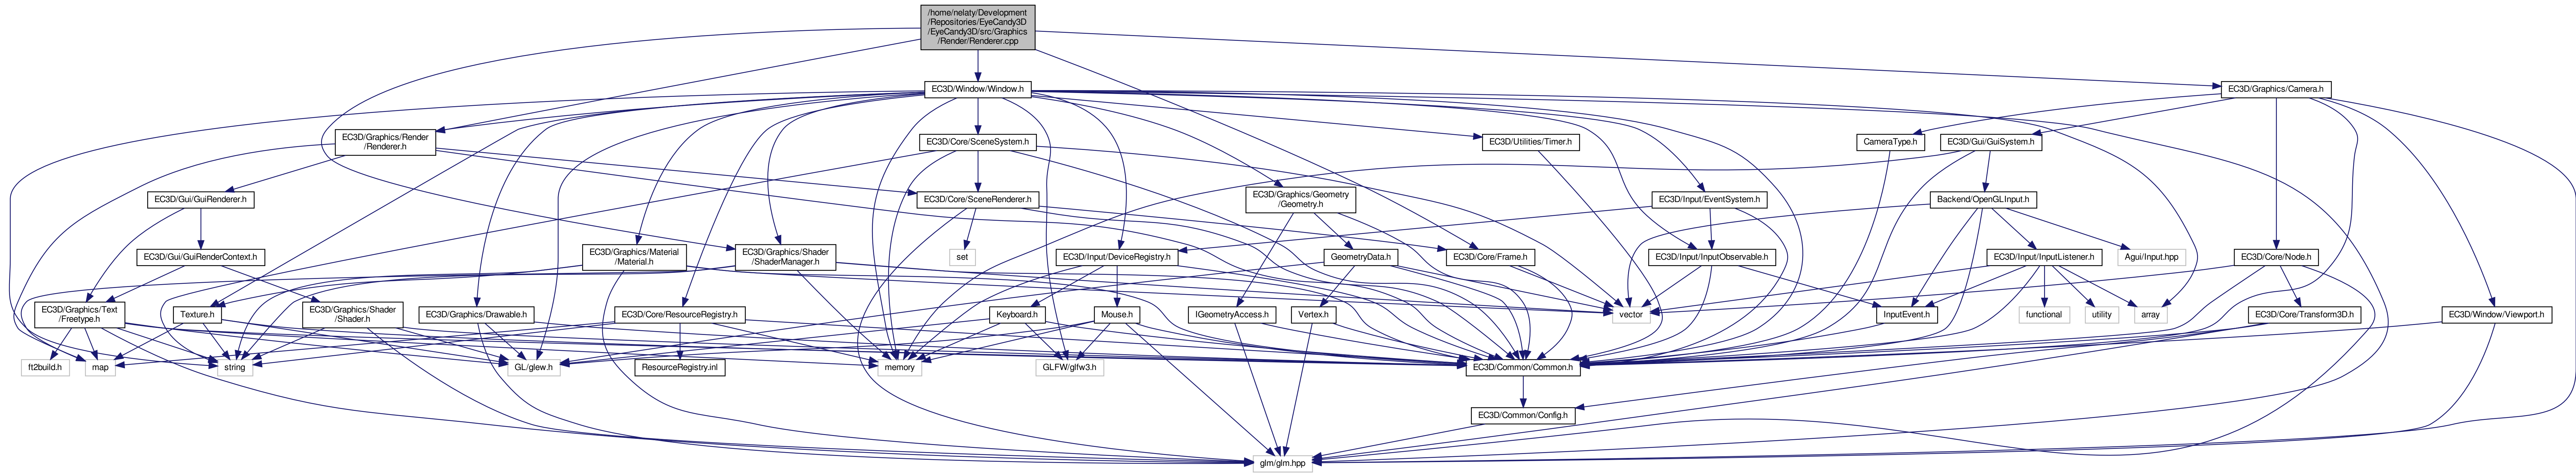 /home/nelaty/Development
/Repositories/EyeCandy3D
/EyeCandy3D/src/Graphics
/Render/Renderer.cpp
EC3D/Window/Window.h
EC3D/Graphics/Camera.h
EC3D/Graphics/Render
/Renderer.h
EC3D/Core/SceneSystem.h
EC3D/Utilities/Timer.h
CameraType.h
EC3D/Gui/GuiSystem.h
EC3D/Gui/GuiRenderer.h
EC3D/Core/SceneRenderer.h
EC3D/Graphics/Geometry
/Geometry.h
EC3D/Input/EventSystem.h
Backend/OpenGLInput.h
EC3D/Gui/GuiRenderContext.h
EC3D/Graphics/Material
/Material.h
EC3D/Graphics/Shader
/ShaderManager.h
set
EC3D/Input/DeviceRegistry.h
GeometryData.h
EC3D/Core/Frame.h
EC3D/Input/InputObservable.h
EC3D/Input/InputListener.h
Agui/Input.hpp
EC3D/Core/Node.h
EC3D/Graphics/Text
/Freetype.h
Texture.h
EC3D/Graphics/Shader
/Shader.h
EC3D/Graphics/Drawable.h
EC3D/Core/ResourceRegistry.h
Keyboard.h
Mouse.h
IGeometryAccess.h
Vertex.h
vector
InputEvent.h
functional
utility
array
EC3D/Core/Transform3D.h
EC3D/Window/Viewport.h
ft2build.h
map
string
GL/glew.h
ResourceRegistry.inl
memory
GLFW/glfw3.h
EC3D/Common/Common.h
EC3D/Common/Config.h
glm/glm.hpp